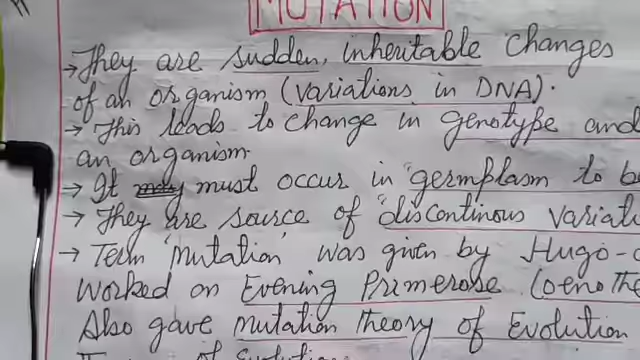 MUTATION
→ They are sudden, inheritable changes
of an organism (variations in DNA).
→ This leads to change in genotype and
an organism.
→ It must occur in germplasm to b
→ They are source of "discontinous variati
→ Term 'mutation' was given by Hugo-
worked on Evening Primerose (oenothe
Also gave mutation theory of Evolution
of